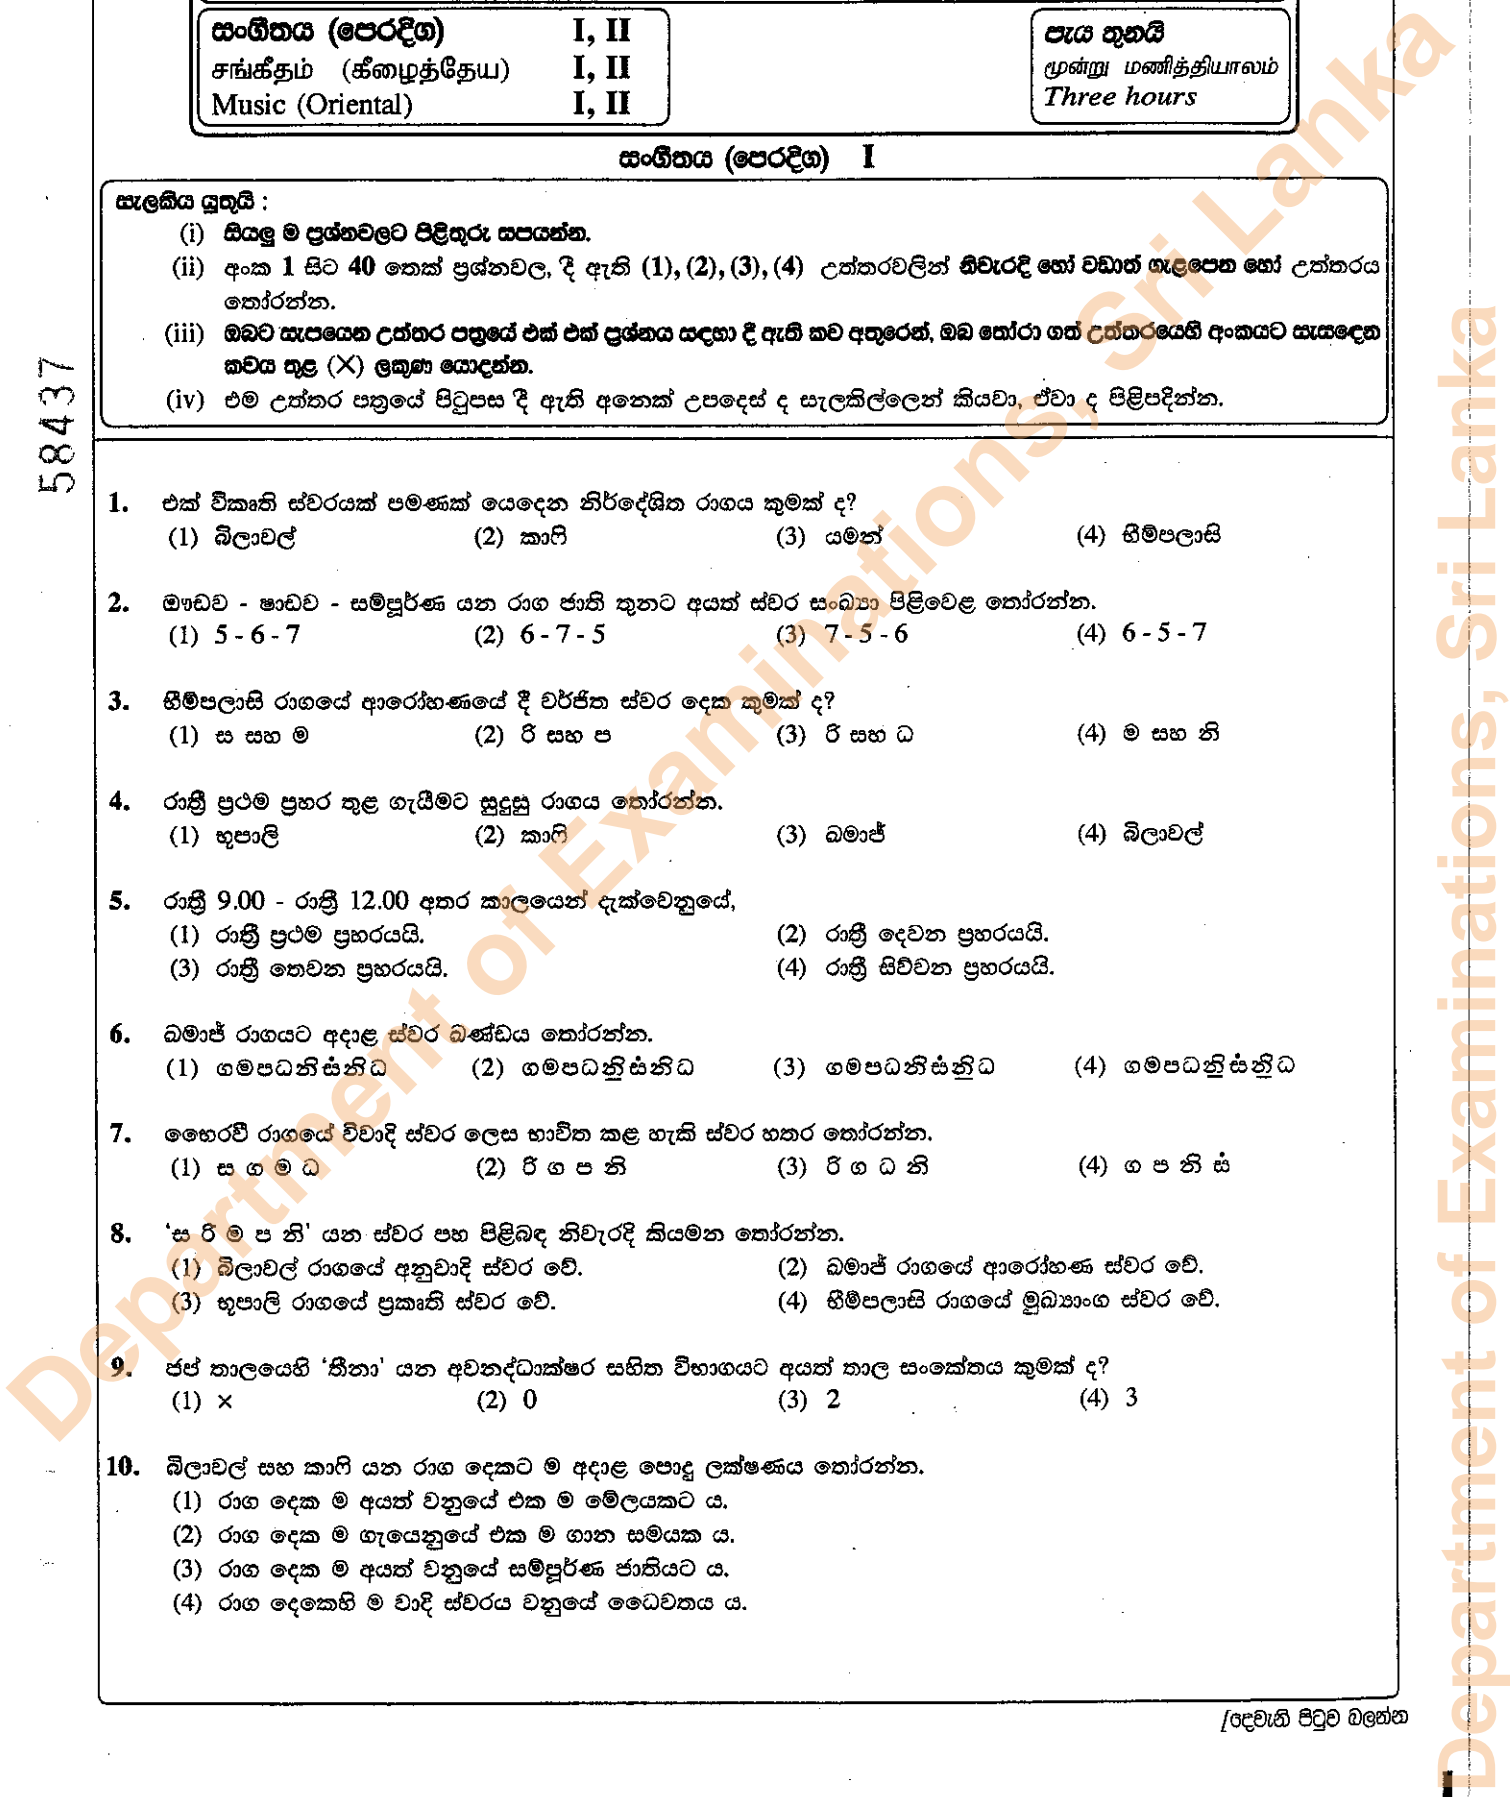 සංගීතය (පෙරදිග) I, II
சங்கீதம் (கீழைத்தேய) I, II
Music (Oriental) I, II
පැය තුනයි
மூன்று மணித்தியாலம்
Three hours
සංගීතය (පෙරදිග) I
සැලකිය යුතුයි :
(i) සියලු ම ප්‍රශ්නවලට පිළිතුරු සපයන්න.
(ii) අංක 1 සිට 40 තෙක් ප්‍රශ්නවල, දී ඇති (1), (2), (3), (4) උත්තරවලින් නිවැරදි හෝ වඩාත් ගැළපෙන හෝ උත්තරය
තෝරන්න.
(iii) ඔබට සැපයෙන උත්තර පත්‍රයේ එක් එක් ප්‍රශ්නය සඳහා දී ඇති කව අතුරෙන්, ඔබ තෝරා ගත් උත්තරයෙහි අංකයට සැසඳෙන
කවය තුළ (X) ලකුණ යොදන්න.
(iv) එම උත්තර පත්‍රයේ පිටුපස දී ඇති අනෙක් උපදෙස් ද සැලකිල්ලෙන් කියවා, ඒවා ද පිළිපදින්න.
58437
1. එක් විකෘති ස්වරයක් පමණක් යෙදෙන නිර්දේශිත රාගය කුමක් ද?
(1) බිලාවල් (2) කාෆි (3) යමන් (4) භීම්පලාසි
2. ඖඩව - ෂාඩව - සම්පූර්ණ යන රාග ජාති තුනට අයත් ස්වර සංඛ්‍යා පිළිවෙළ තෝරන්න.
(1) 5 - 6 - 7 (2) 6 - 7 - 5 (3) 7 - 5 - 6 (4) 6 - 5 - 7
3. භීම්පලාසි රාගයේ ආරෝහණයේ දී වර්ජිත ස්වර දෙක කුමක් ද?
(1) ස සහ ම (2) රි සහ ප (3) රි සහ ධ (4) ම සහ නි
4. රාත්‍රී ප්‍රථම ප්‍රහර තුළ ගැයීමට සුදුසු රාගය තෝරන්න.
(1) භූපාලි (2) කාෆි (3) ඛමාජ් (4) බිලාවල්
5. රාත්‍රී 9.00 - රාත්‍රී 12.00 අතර කාලයෙන් දැක්වෙනුයේ,
(1) රාත්‍රී ප්‍රථම ප්‍රහරයයි. (2) රාත්‍රී දෙවන ප්‍රහරයයි.
(3) රාත්‍රී තෙවන ප්‍රහරයයි. (4) රාත්‍රී සිව්වන ප්‍රහරයයි.
6. ඛමාජ් රාගයට අදාළ ස්වර ඛණ්ඩය තෝරන්න.
(1) ගමපධනිසංනිධ (2) ගමපධනි̱සංනිධ (3) ගමපධනිසංනි̱ධ (4) ගමපධනි̱සංනි̱ධ
7. භෛරවී රාගයේ විවාදි ස්වර ලෙස භාවිත කළ හැකි ස්වර හතර තෝරන්න.
(1) ස ග ම ධ (2) රි ග ප නි (3) රි ග ධ නි (4) ග ප නි සං
8. ‘ස රි ම ප නි’ යන ස්වර පහ පිළිබඳ නිවැරදි කියමන තෝරන්න.
(1) බිලාවල් රාගයේ අනුවාදි ස්වර වේ. (2) ඛමාජ් රාගයේ ආරෝහණ ස්වර වේ.
(3) භූපාලි රාගයේ ප්‍රකෘති ස්වර වේ. (4) භීම්පලාසි රාගයේ මුඛ්‍යාංග ස්වර වේ.
9. ජප් තාලයෙහි ‘තීනා’ යන අවනද්ධාක්ෂර සහිත විභාගයට අයත් තාල සංකේතය කුමක් ද?
(1) × (2) 0 (3) 2 (4) 3
10. බිලාවල් සහ කාෆි යන රාග දෙකට ම අදාළ පොදු ලක්ෂණය තෝරන්න.
(1) රාග දෙක ම අයත් වනුයේ එක ම මේලයකට ය.
(2) රාග දෙක ම ගැයෙනුයේ එක ම ගාන සමයක ය.
(3) රාග දෙක ම අයත් වනුයේ සම්පූර්ණ ජාතියට ය.
(4) රාග දෙකෙහි ම වාදි ස්වරය වනුයේ ධෛවතය ය.
[දෙවැනි පිටුව බලන්න
Department of Examinations, Sri Lanka
Department of Examinations, Sri Lanka